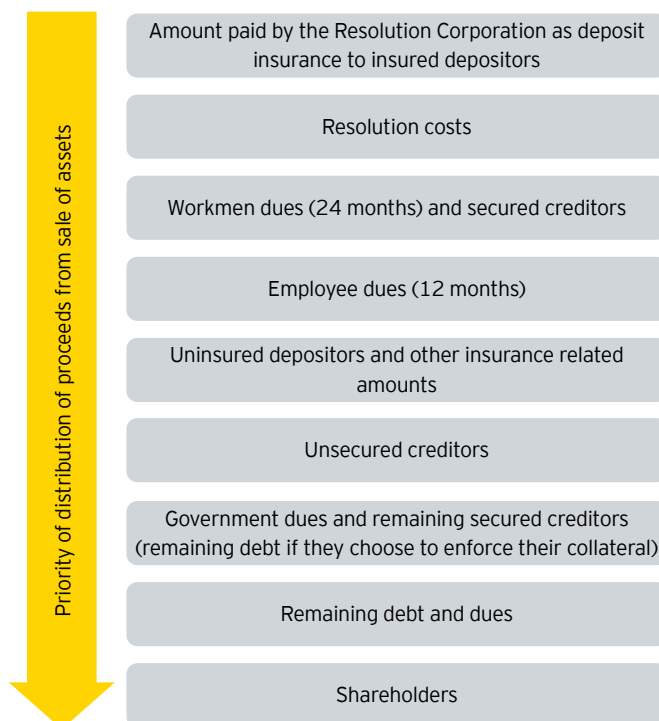 Priority of distribution of proceeds from sale of assets
Amount paid by the Resolution Corporation as deposit
insurance to insured depositors
Resolution costs
Workmen dues (24 months) and secured creditors
Employee dues (12 months)
Uninsured depositors and other insurance related
amounts
Unsecured creditors
Government dues and remaining secured creditors
(remaining debt if they choose to enforce their collateral)
Remaining debt and dues
Shareholders